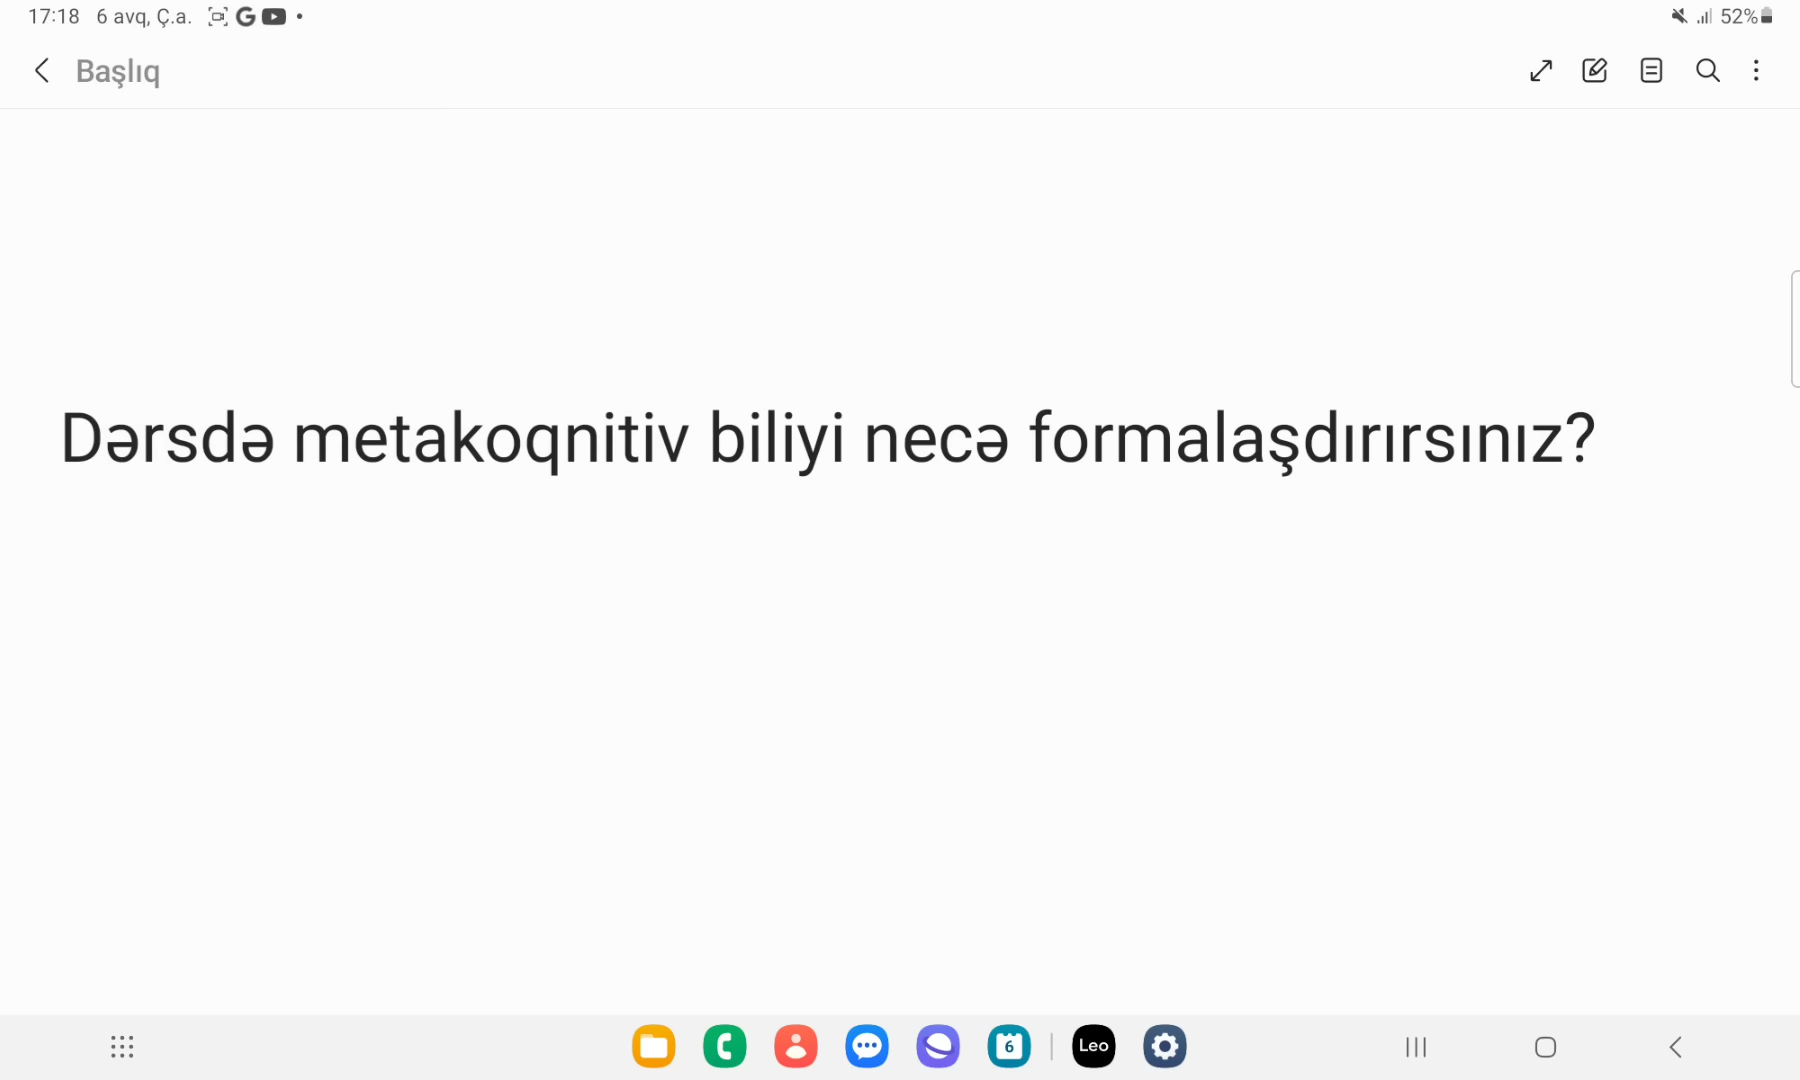 17:18 6 avq, Ç.a. G 52%
Başlıq
Dərsdə metakoqnitiv biliyi necə formalaşdırırsınız?
6 Leo